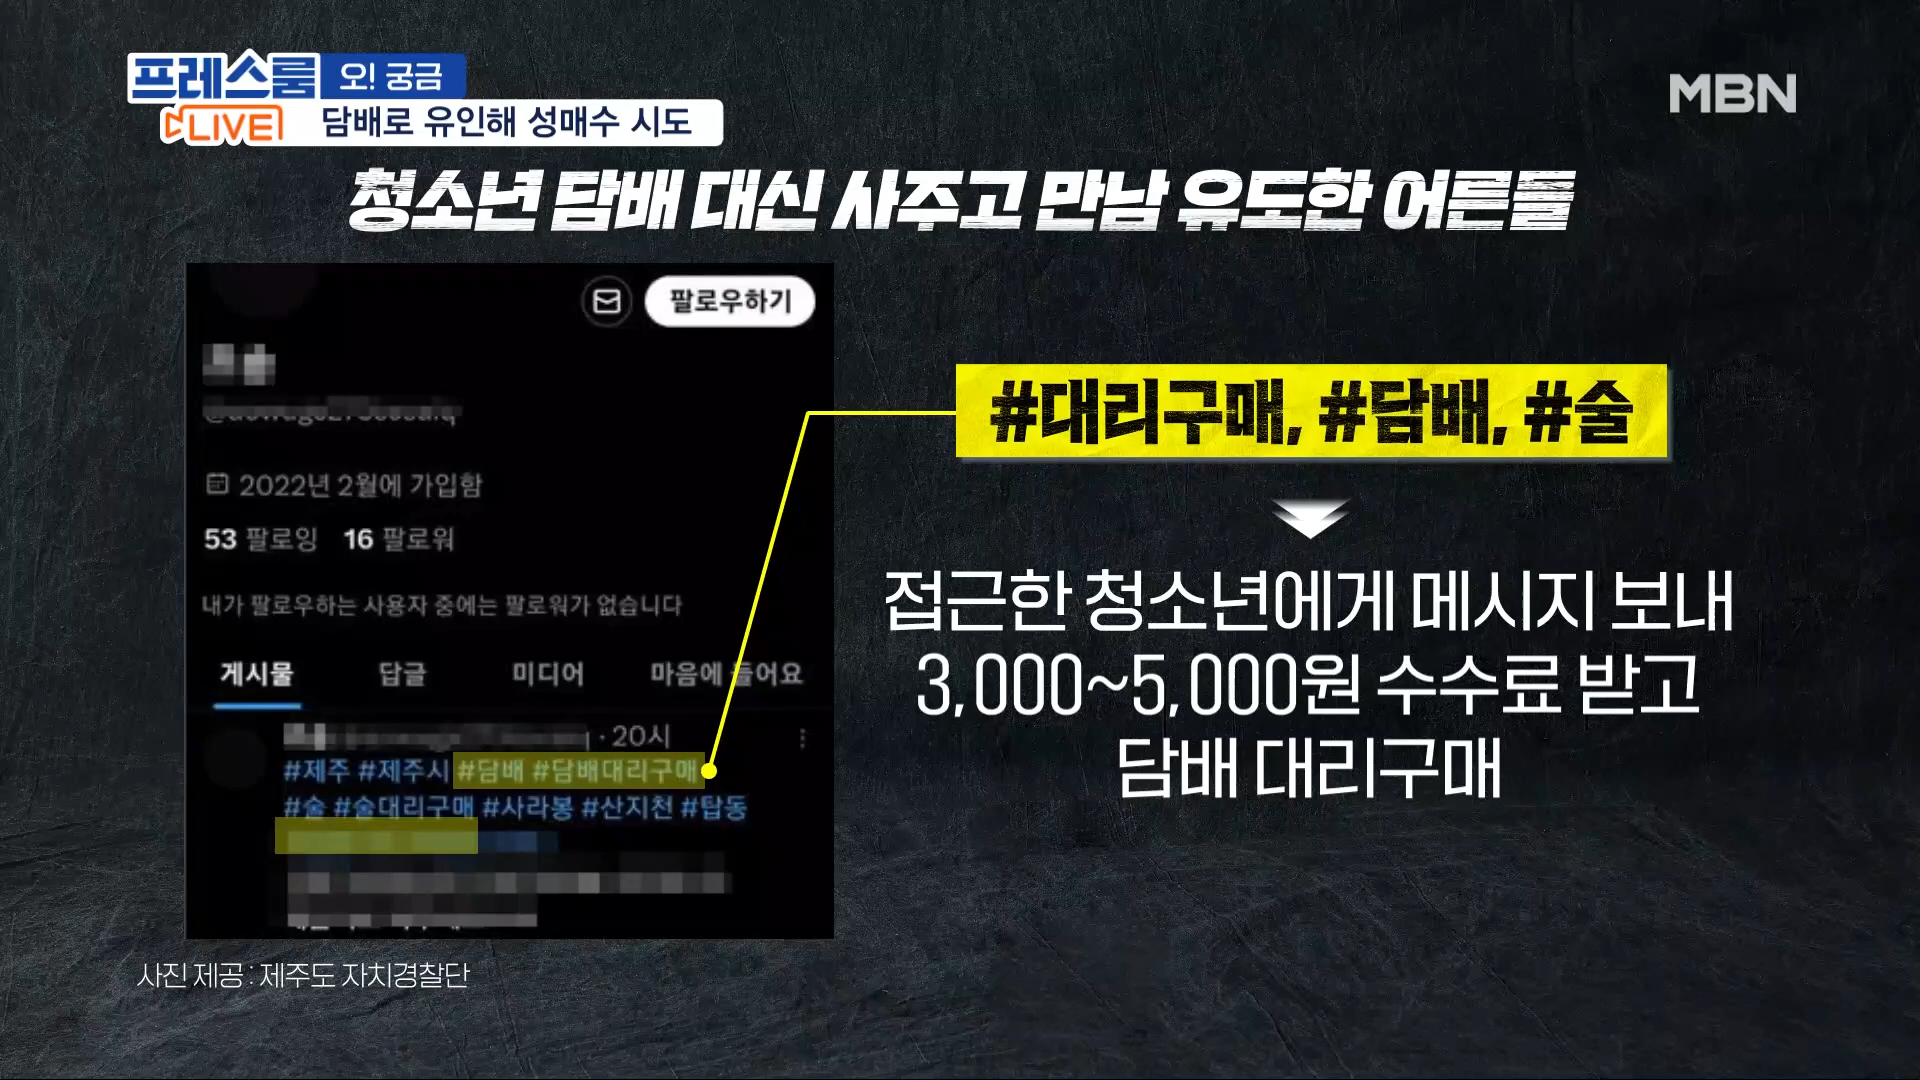 프레스룸 오! 궁금
LIVE 담배로 유인해 성매수 시도
MBN
청소년 담배 대신 사주고 만남 유도한 어른들
팔로우하기
2022년 2월에 가입함
53 팔로잉 16 팔로워
내가 팔로우하는 사용자 중에는 팔로워가 없습니다
게시물 답글 미디어 마음에 들어요
· 20시
#제주 #제주시 #담배 #담배대리구매
#술 #술대리구매 #사라봉 #산지천 #탑동
#대리구매, #담배, #술
접근한 청소년에게 메시지 보내
3,000~5,000원 수수료 받고
담배 대리구매
사진 제공 : 제주도 자치경찰단